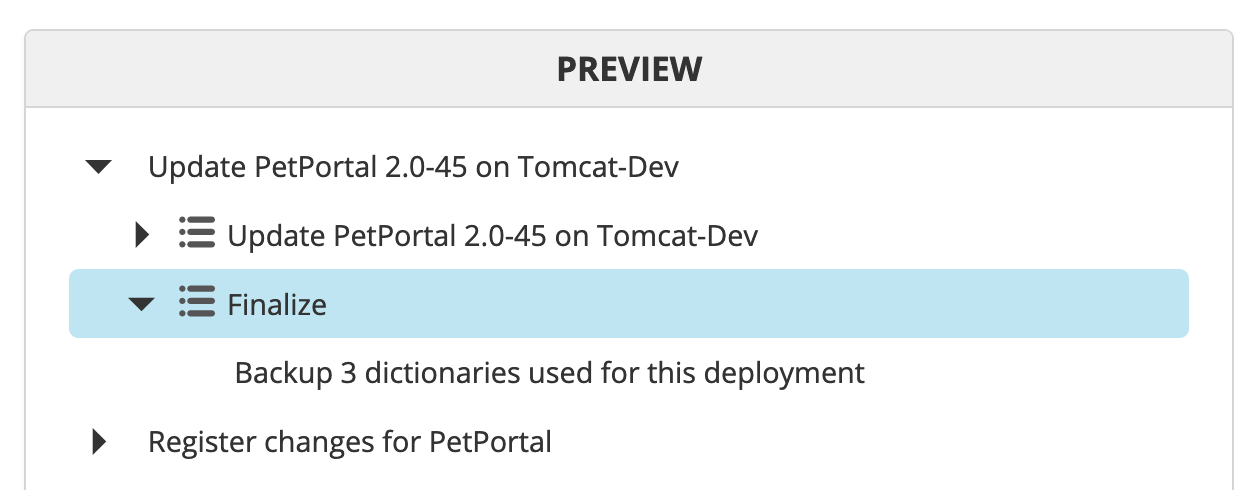 PREVIEW
Update PetPortal 2.0-45 on Tomcat-Dev
Update PetPortal 2.0-45 on Tomcat-Dev
Finalize
Backup 3 dictionaries used for this deployment
Register changes for PetPortal